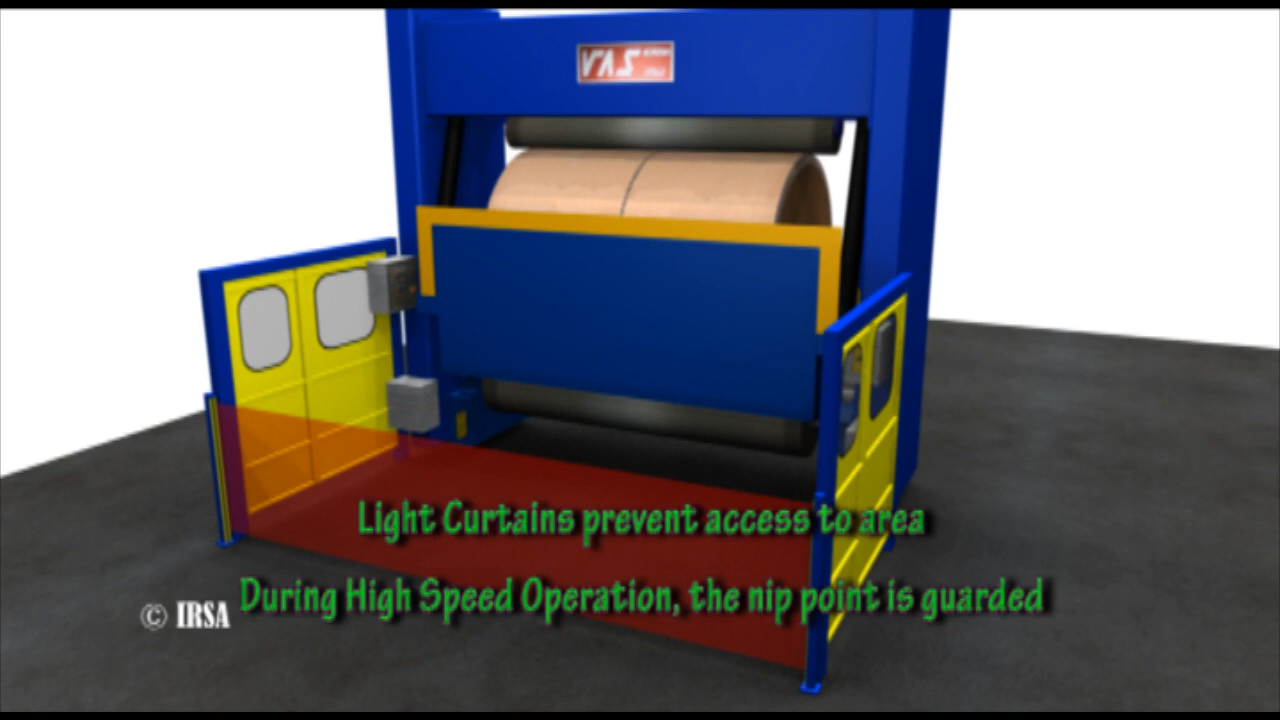 VAS
Light Curtains prevent access to area
During High Speed Operation, the nip point is guarded
© IRSA